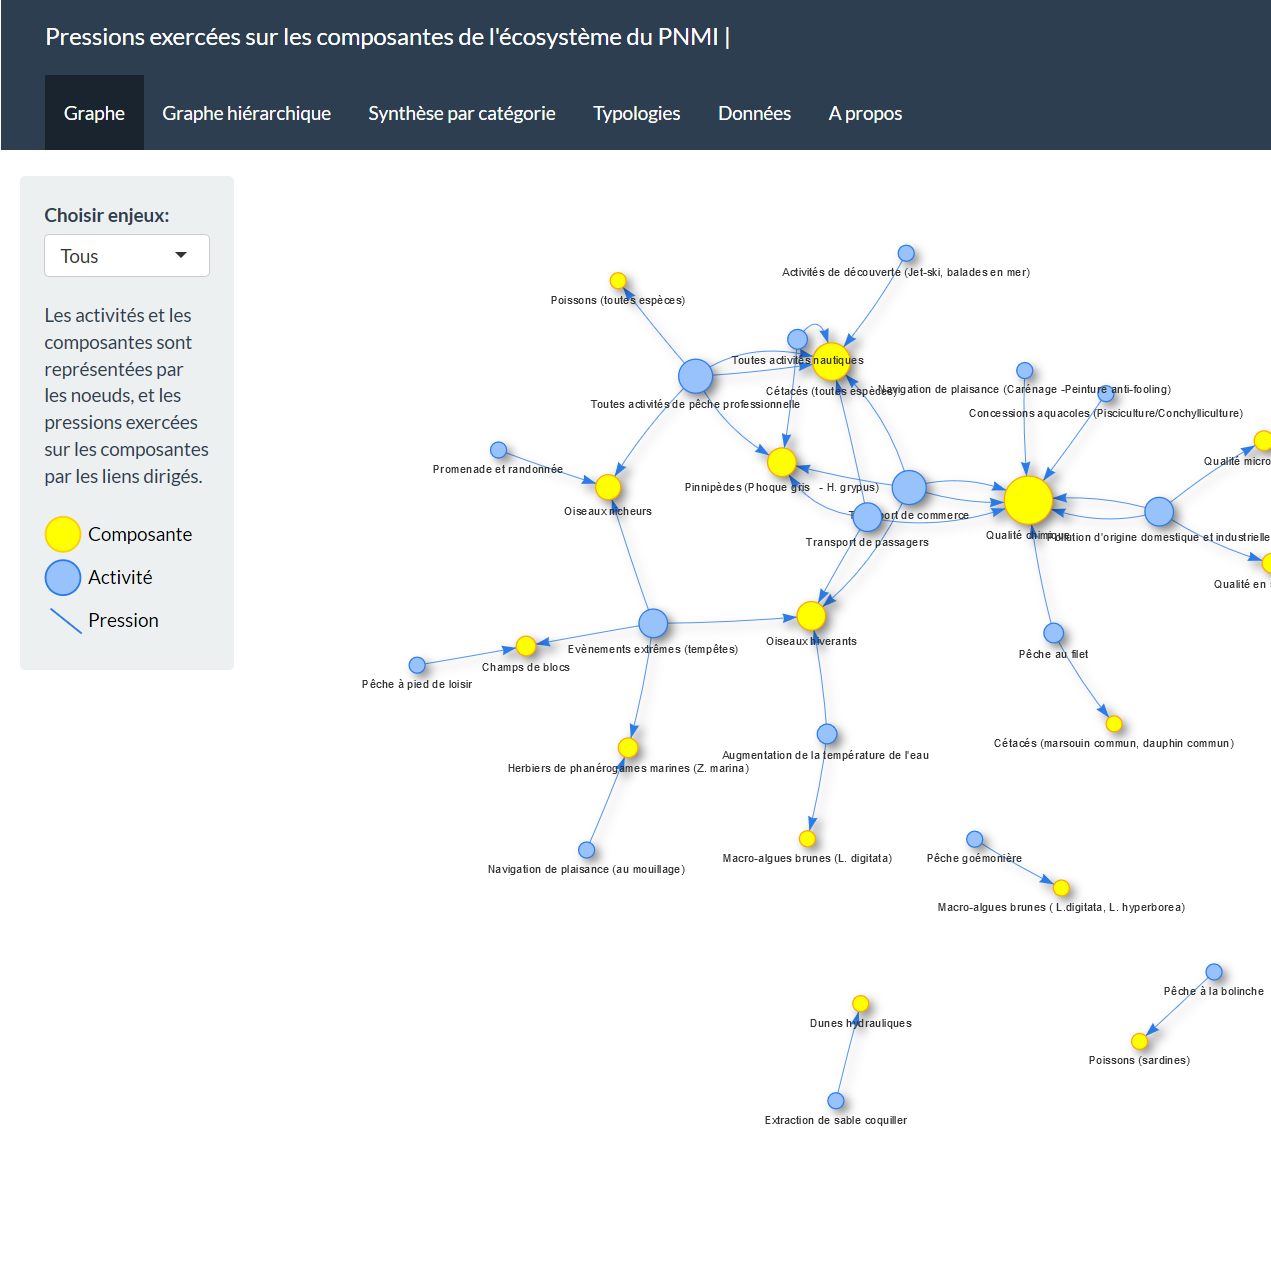 Pressions exercées sur les composantes de l'écosystème du PNMI |
Graphe
Graphe hiérarchique
Synthèse par catégorie
Typologies
Données
A propos
Choisir enjeux:
Tous
Les activités et les
composantes sont
représentées par
les noeuds, et les
pressions exercées
sur les composantes
par les liens dirigés.
Composante
Activité
Pression
Activités de découverte (Jet-ski, balades en mer)
Poissons (toutes espèces)
Toutes activités nautiques
Cétacés (toutes espèces)
Navigation de plaisance (Carénage -Peinture anti-fooling)
Toutes activités de pêche professionnelle
Concessions aquacoles (Pisciculture/Conchylliculture)
Promenade et randonnée
Qualité micro
Pinnipèdes (Phoque gris - H. grypus)
Oiseaux nicheurs
Transport de commerce
Qualité chimique
Pollution d'origine domestique et industrielle
Transport de passagers
Qualité en
Oiseaux hiverants
Evènements extrêmes (tempêtes)
Pêche au filet
Champs de blocs
Pêche à pied de loisir
Cétacés (marsouin commun, dauphin commun)
Augmentation de la température de l'eau
Herbiers de phanérogames marines (Z. marina)
Macro-algues brunes (L. digitata)
Pêche goémonière
Navigation de plaisance (au mouillage)
Macro-algues brunes ( L.digitata, L. hyperborea)
Pêche à la bolinche
Dunes hydrauliques
Poissons (sardines)
Extraction de sable coquiller